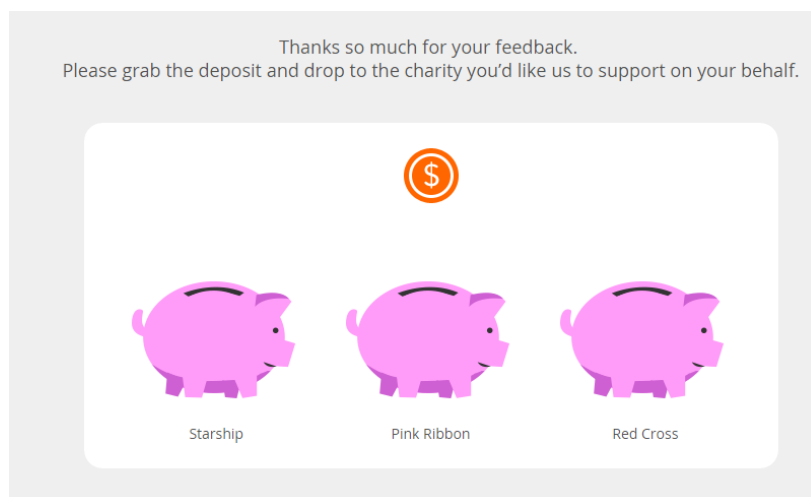 Thanks so much for your feedback.
Please grab the deposit and drop to the charity you’d like us to support on your behalf.
$
Starship
Pink Ribbon
Red Cross